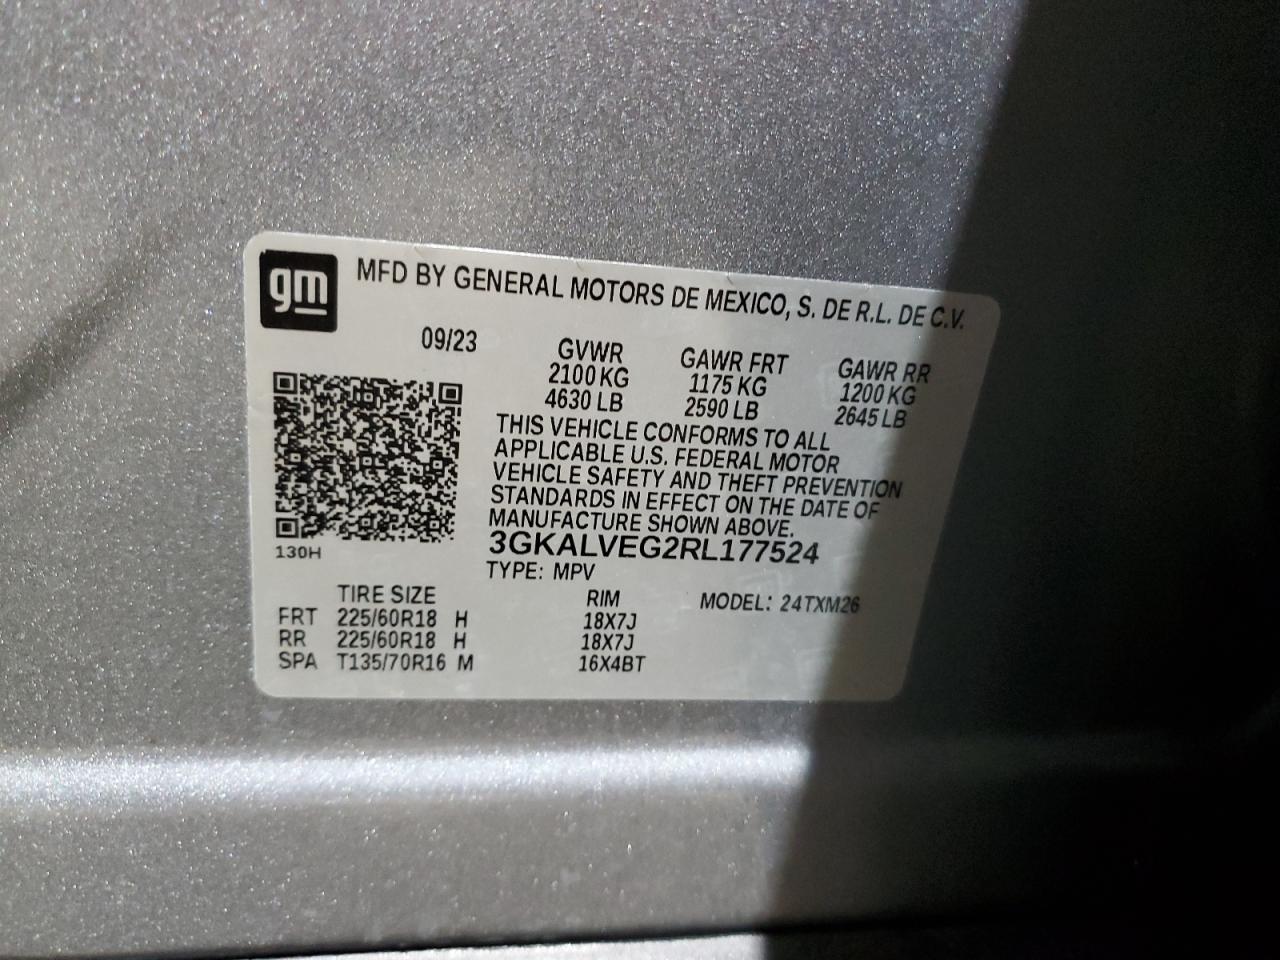 gm
MFD BY GENERAL MOTORS DE MEXICO, S. DE R.L. DE C.V.
09/23
GVWR GAWR FRT GAWR RR
2100 KG 1175 KG 1200 KG
4630 LB 2590 LB 2645 LB
THIS VEHICLE CONFORMS TO ALL
APPLICABLE U.S. FEDERAL MOTOR
VEHICLE SAFETY AND THEFT PREVENTION
STANDARDS IN EFFECT ON THE DATE OF
MANUFACTURE SHOWN ABOVE.
130H
3GKALVEG2RL177524
TYPE: MPV
TIRE SIZE RIM MODEL: 24TXM26
FRT 225/60R18 H 18X7J
RR 225/60R18 H 18X7J
SPA T135/70R16 M 16X4BT